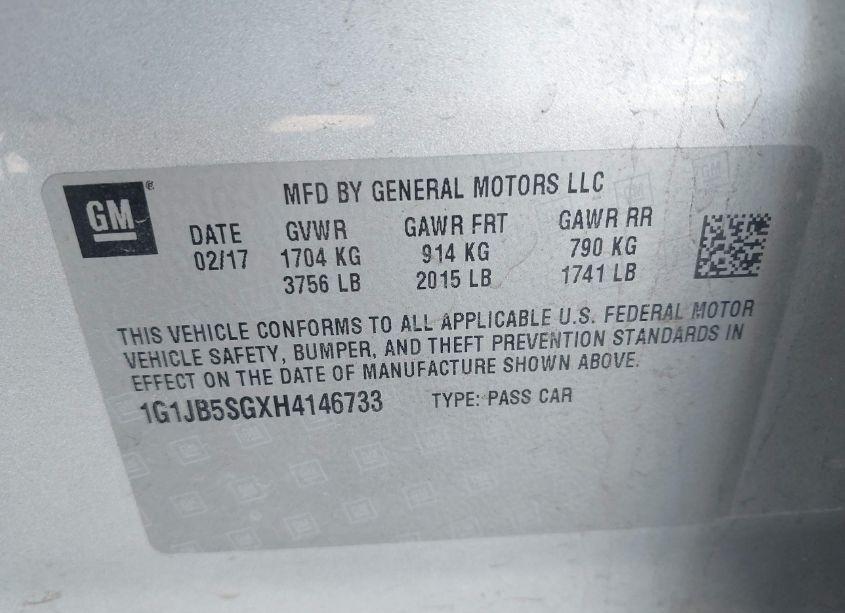 GM®
MFD BY GENERAL MOTORS LLC
DATE GVWR GAWR FRT GAWR RR
02/17 1704 KG 914 KG 790 KG
3756 LB 2015 LB 1741 LB
THIS VEHICLE CONFORMS TO ALL APPLICABLE U.S. FEDERAL MOTOR
VEHICLE SAFETY, BUMPER, AND THEFT PREVENTION STANDARDS IN
EFFECT ON THE DATE OF MANUFACTURE SHOWN ABOVE.
1G1JB5SGXH4146733 TYPE: PASS CAR